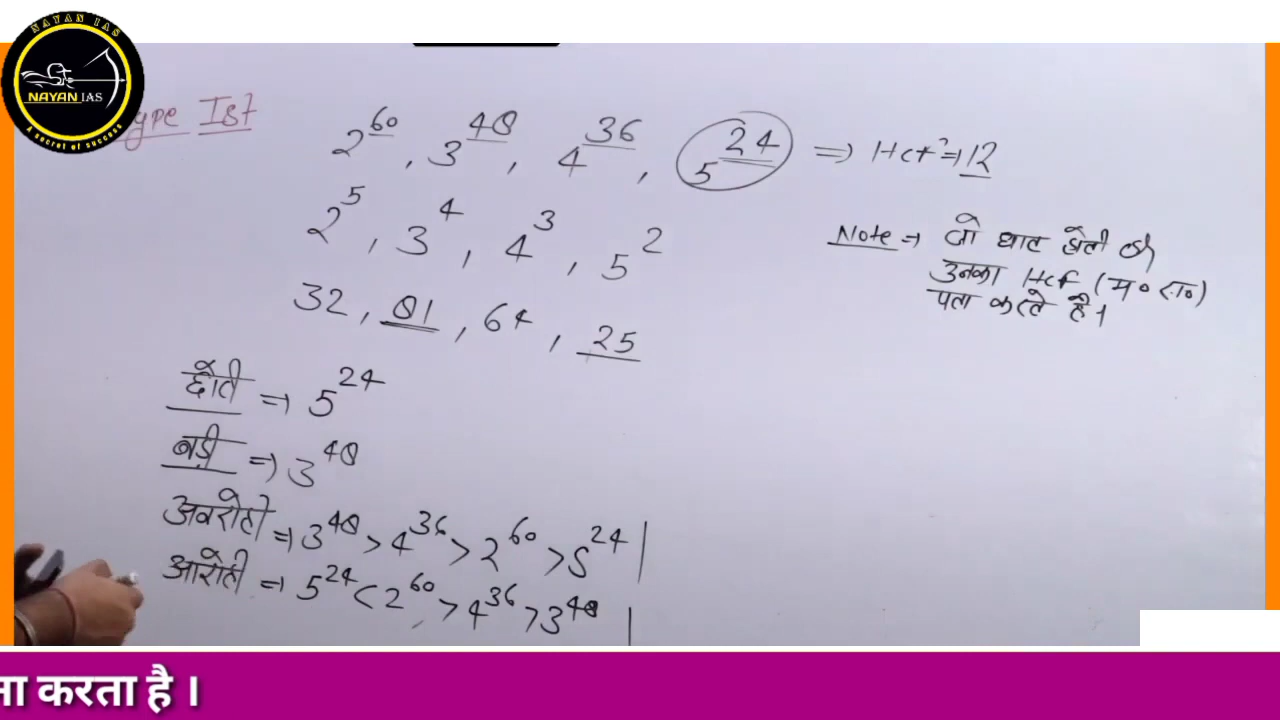 NAYAN IAS
NAYAN IAS
A secret of success
Type Ist
2^60, 3^48, 4^36, 5^24 ⇒ Hcf ⇒ 12
2^5, 3^4, 4^3, 5^2
32, 81, 64, 25
Note ⇒ जो घात होती है
उनका Hcf (म० स०)
पता करते है।
छोटी ⇒ 5^24
बड़ी ⇒ 3^48
अवरोही ⇒ 3^48 > 4^36 > 2^60 > 5^24
आरोही ⇒ 5^24 < 2^60 > 4^36 > 3^48
ना करता है ।